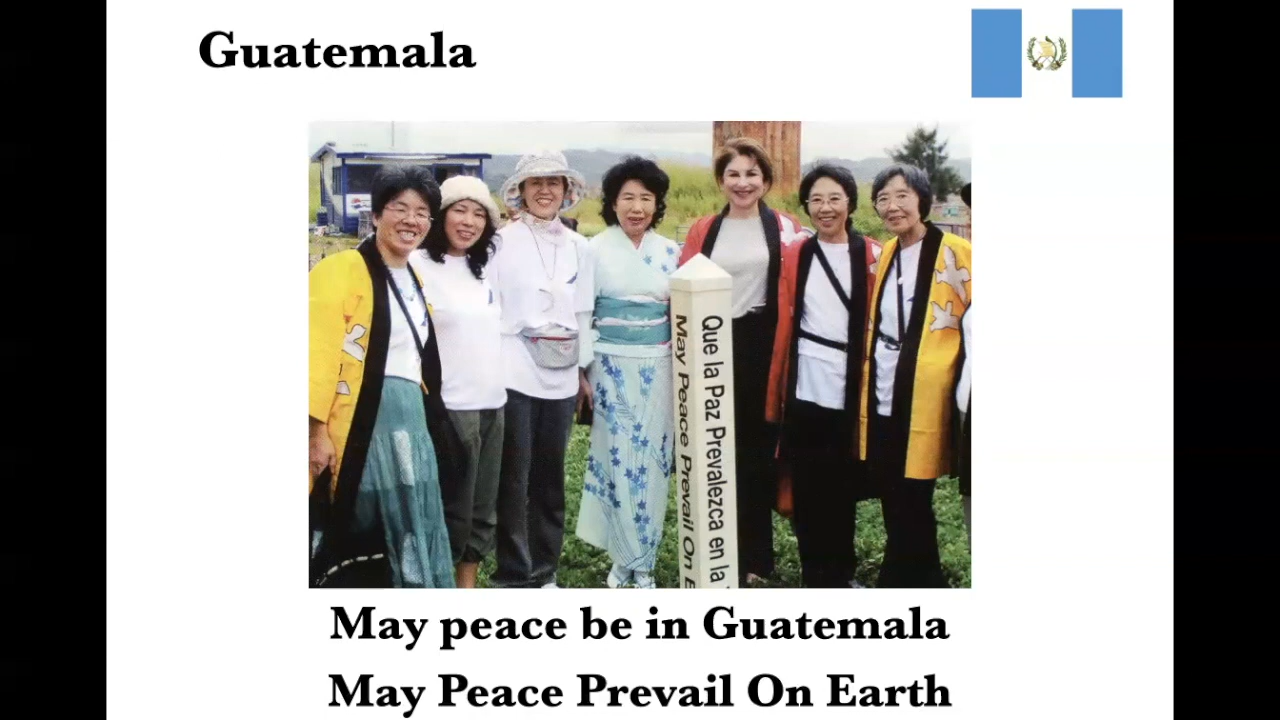 Guatemala
Que la Paz Prevalezca en la
May Peace Prevail On E
May peace be in Guatemala
May Peace Prevail On Earth